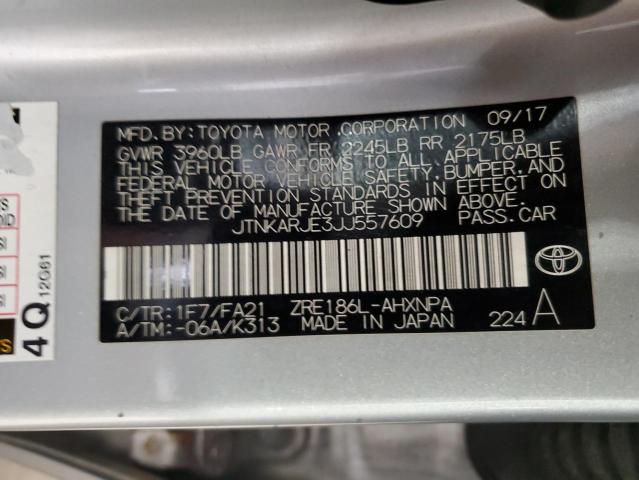 09/17
MFD. BY: TOYOTA MOTOR CORPORATION
GVWR 3960LB GAWR FR 2245LB RR 2175LB
THIS VEHICLE CONFORMS TO ALL APPLICABLE
FEDERAL MOTOR VEHICLE SAFETY, BUMPER, AND
THEFT PREVENTION STANDARDS IN EFFECT ON
THE DATE OF MANUFACTURE SHOWN ABOVE.
JTNKARJE3JJ557609 PASS.CAR
C/TR:1F7/FA21 ZRE186L-AHXNPA
A/TM:-06A/K313 MADE IN JAPAN 224 A
4Q 12G61